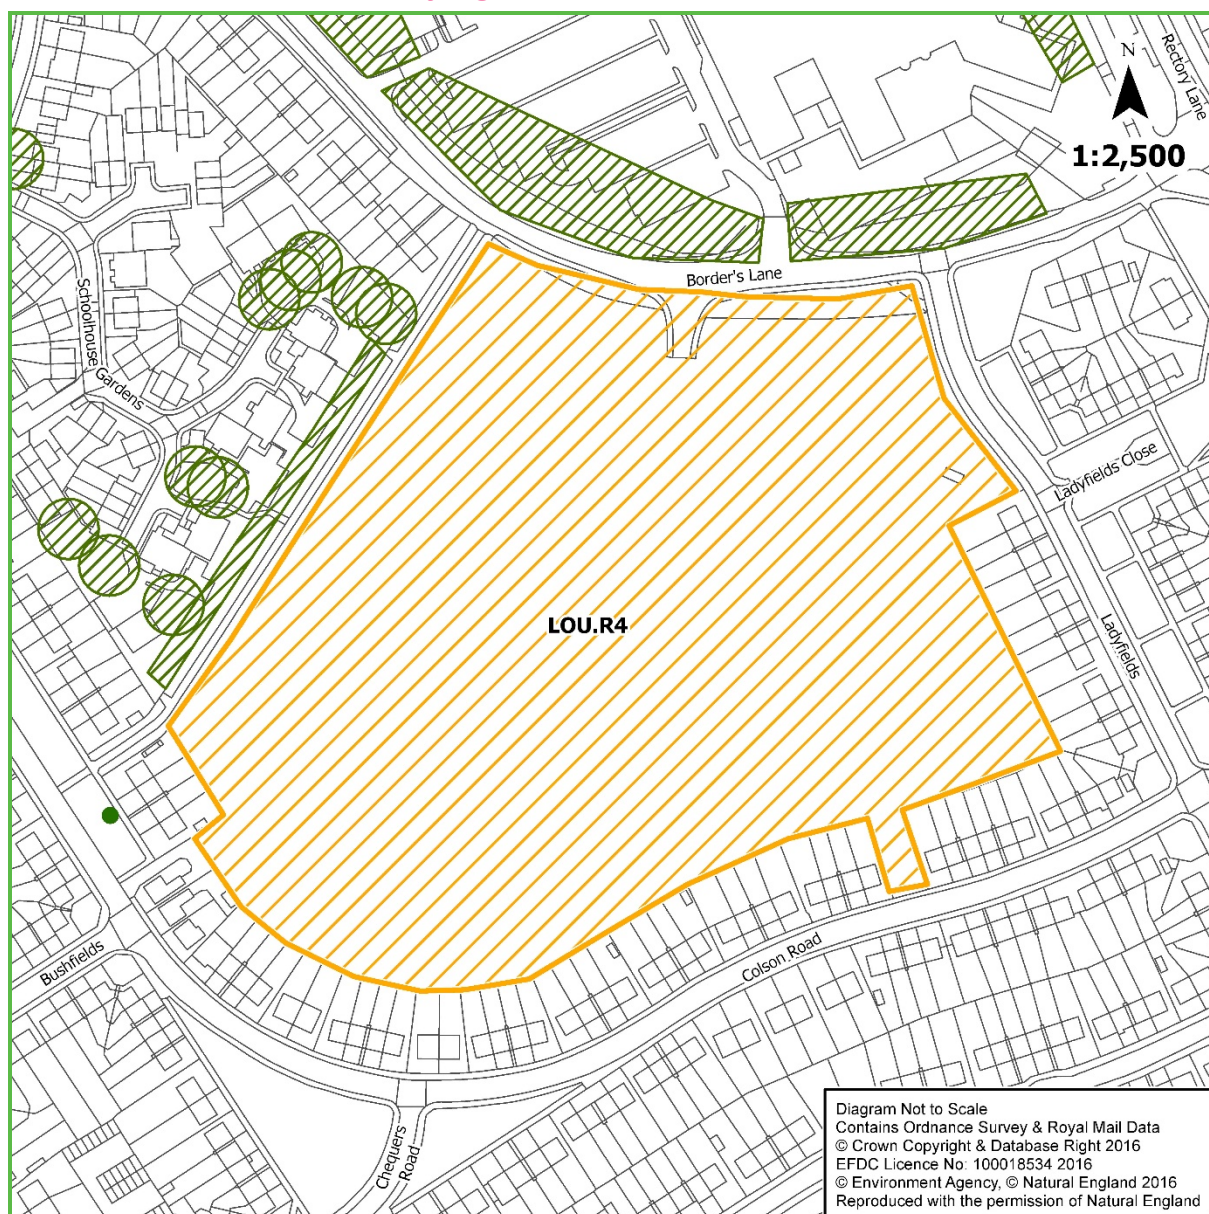 Rectory Lane
N
1:2,500
Border's Lane
Schoolhouse
Gardens
Ladyfields Close
LOU.R4
Ladyfields
Bushfields
Colson Road
Chequers
Road
Diagram Not to Scale
Contains Ordnance Survey & Royal Mail Data
© Crown Copyright & Database Right 2016
EFDC Licence No: 100018534 2016
© Environment Agency, © Natural England 2016
Reproduced with the permission of Natural England